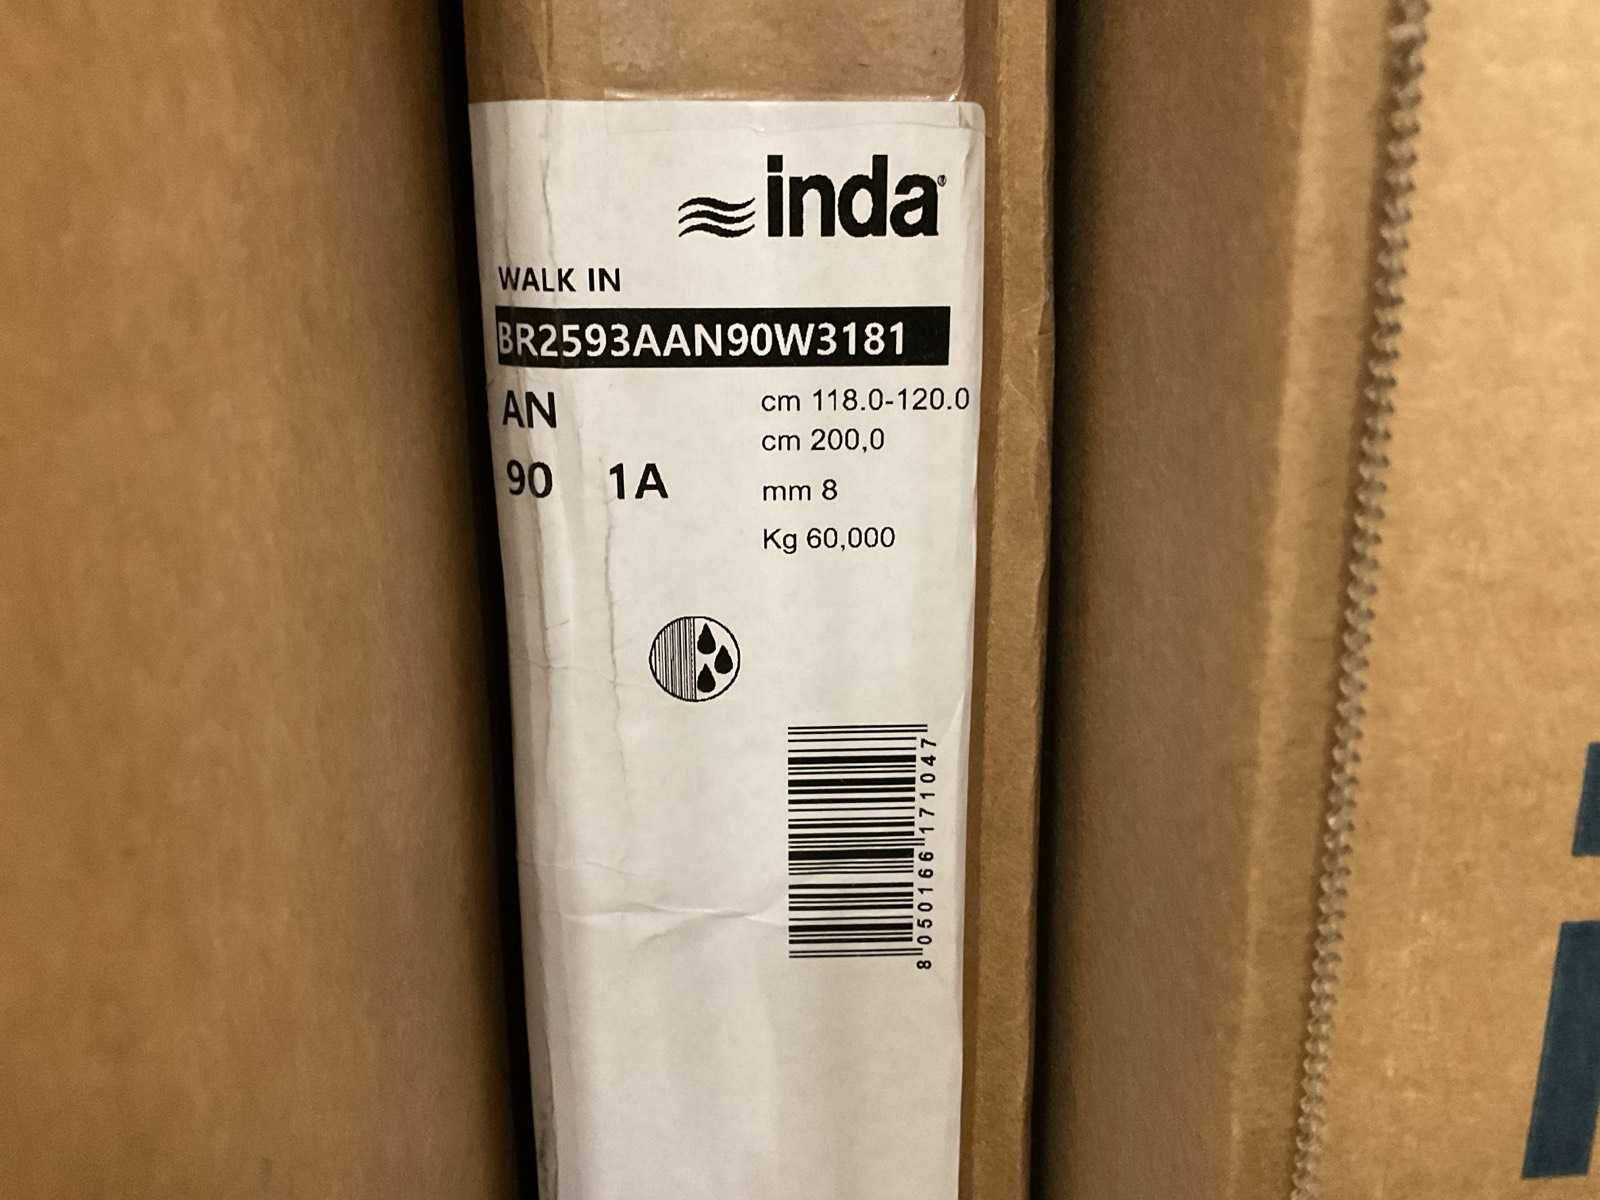 inda®
WALK IN
BR2593AAN90W3181
AN
cm 118.0-120.0
cm 200,0
90 1A
mm 8
Kg 60,000
8 050166 171047